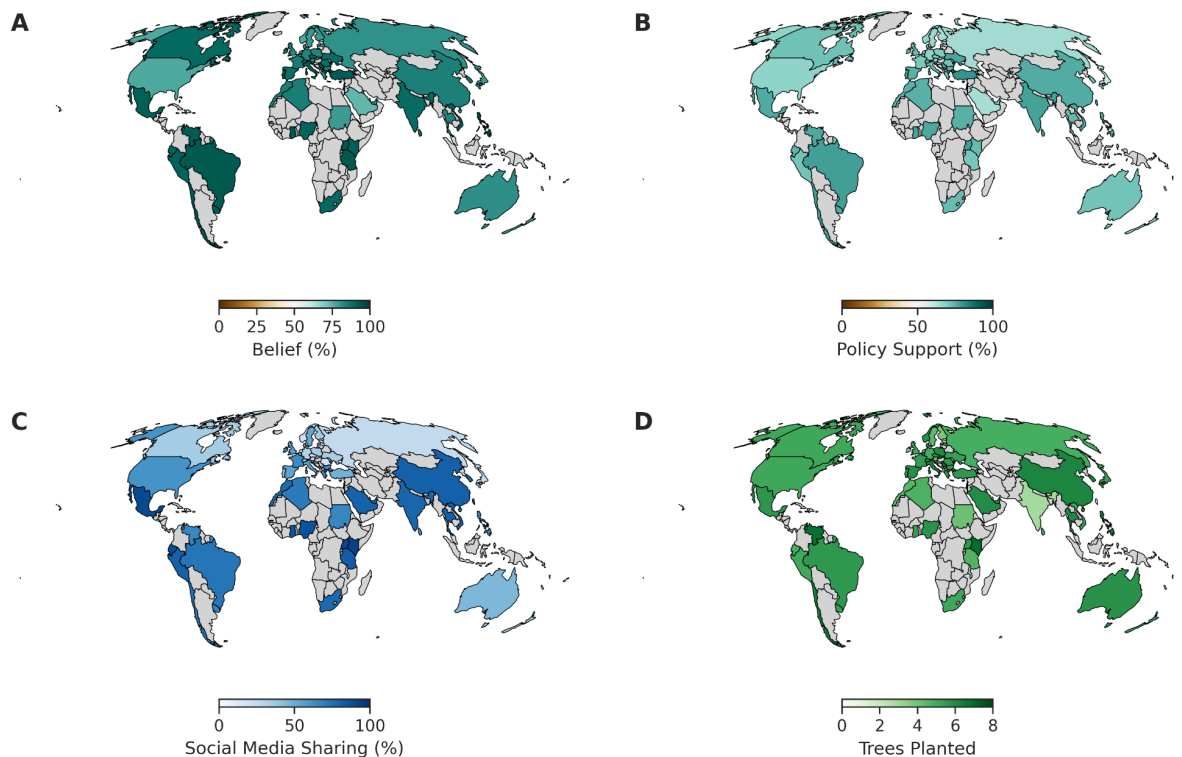 A
B
0 25 50 75 100
Belief (%)
0 50 100
Policy Support (%)
C
D
0 50 100
Social Media Sharing (%)
0 2 4 6 8
Trees Planted